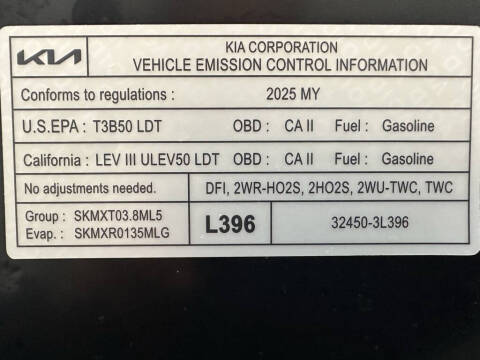 KIA
KIA CORPORATION
VEHICLE EMISSION CONTROL INFORMATION
Conforms to regulations : 2025 MY
U.S.EPA : T3B50 LDT OBD : CA II Fuel : Gasoline
California : LEV III ULEV50 LDT OBD : CA II Fuel : Gasoline
No adjustments needed. DFI, 2WR-HO2S, 2HO2S, 2WU-TWC, TWC
Group : SKMXT03.8ML5
Evap. : SKMXR0135MLG
L396
32450-3L396